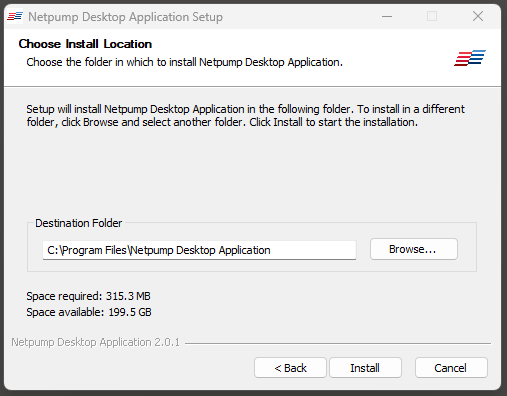 Netpump Desktop Application Setup
Choose Install Location
Choose the folder in which to install Netpump Desktop Application.
Setup will install Netpump Desktop Application in the following folder. To install in a different
folder, click Browse and select another folder. Click Install to start the installation.
Destination Folder
C:\Program Files\Netpump Desktop Application
Browse...
Space required: 315.3 MB
Space available: 199.5 GB
Netpump Desktop Application 2.0.1
< Back
Install
Cancel